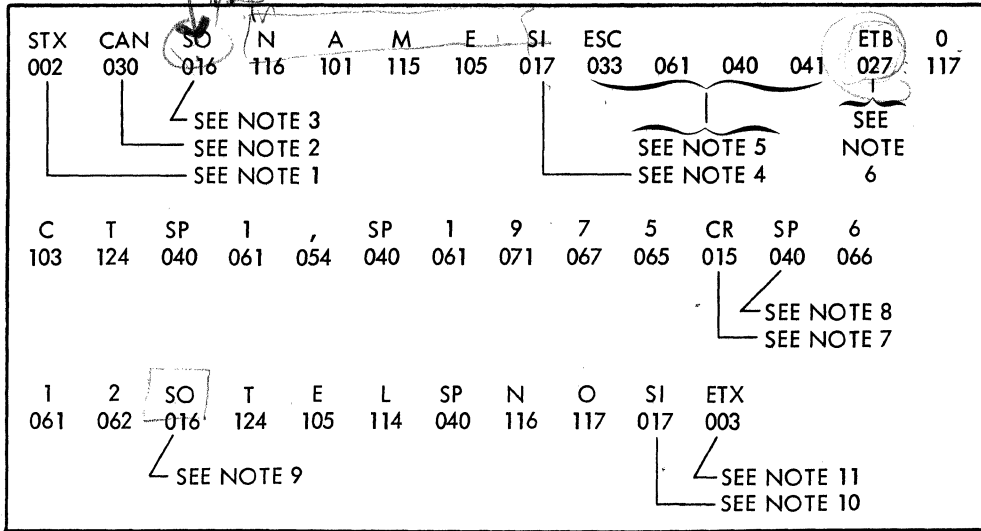 STX CAN SO N A M E SI ESC ETB 0
002 030 016 116 101 115 105 017 033 061 040 041 027 117
SEE NOTE 3
SEE NOTE 2
SEE NOTE 1
SEE NOTE 5
SEE NOTE 4
SEE
NOTE
6
C T SP 1 , SP 1 9 7 5 CR SP 6
103 124 040 061 054 040 061 071 067 065 015 040 066
SEE NOTE 8
SEE NOTE 7
1 2 SO T E L SP N O SI ETX
061 062 016 124 105 114 040 116 117 017 003
SEE NOTE 9
SEE NOTE 11
SEE NOTE 10